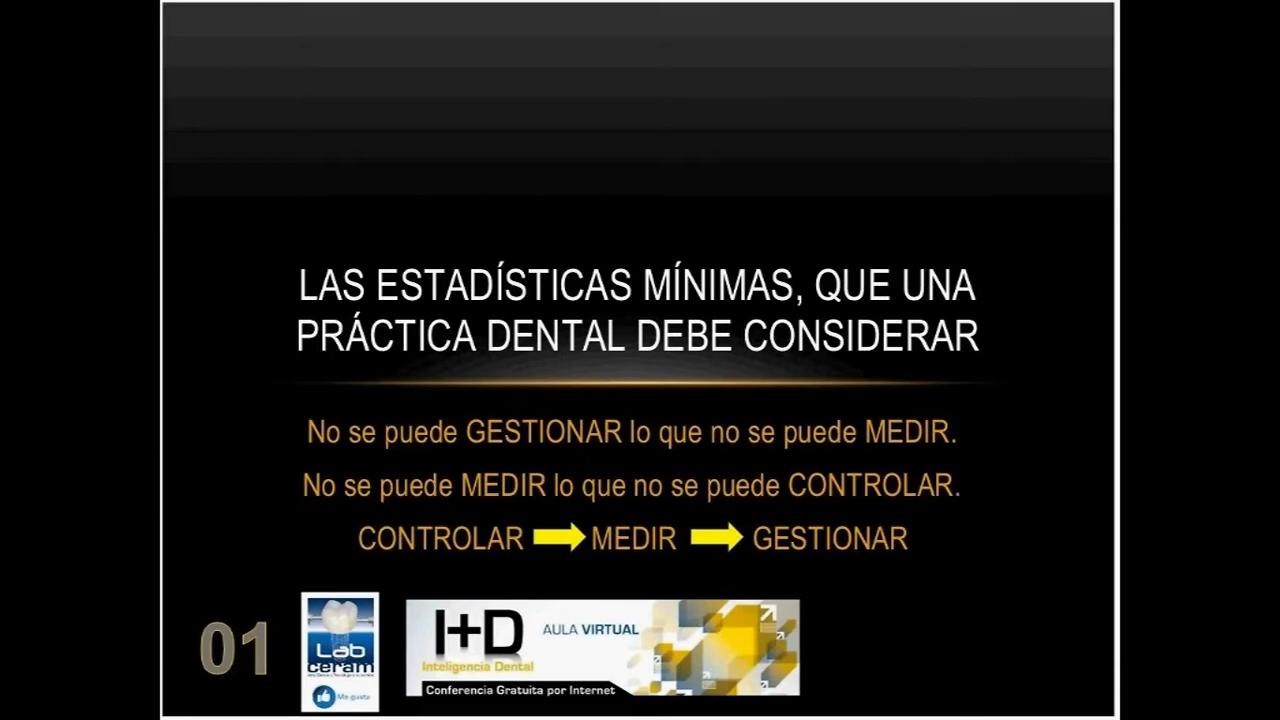 LAS ESTADÍSTICAS MÍNIMAS, QUE UNA
PRÁCTICA DENTAL DEBE CONSIDERAR
No se puede GESTIONAR lo que no se puede MEDIR.
No se puede MEDIR lo que no se puede CONTROLAR.
CONTROLAR MEDIR GESTIONAR
01
Lab
ceram
Me gusta
I+D AULA VIRTUAL
Inteligencia Dental
Conferencia Gratuita por Internet